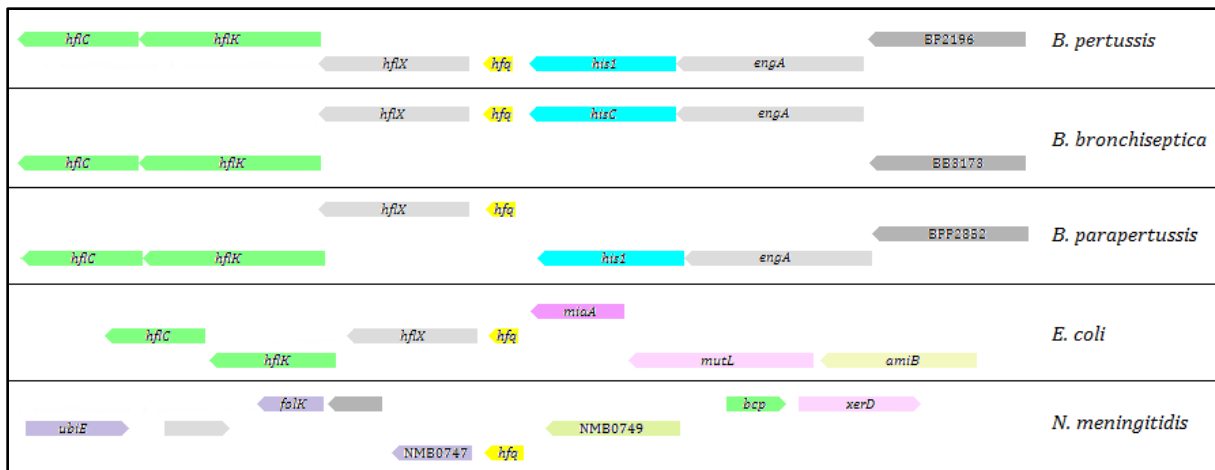 hflC hflK BP2196 B. pertussis
hflX hfq his1 engA
hflX hfq hisC engA
B. bronchiseptica
hflC hflK BB3173
hflX hfq
BPP2882 B. parapertussis
hflC hflK his1 engA
miaA
hflC hflX hfq E. coli
hflK mutL amiB
folK bcp xerD N. meningitidis
ubiE NMB0749
NMB0747 hfq